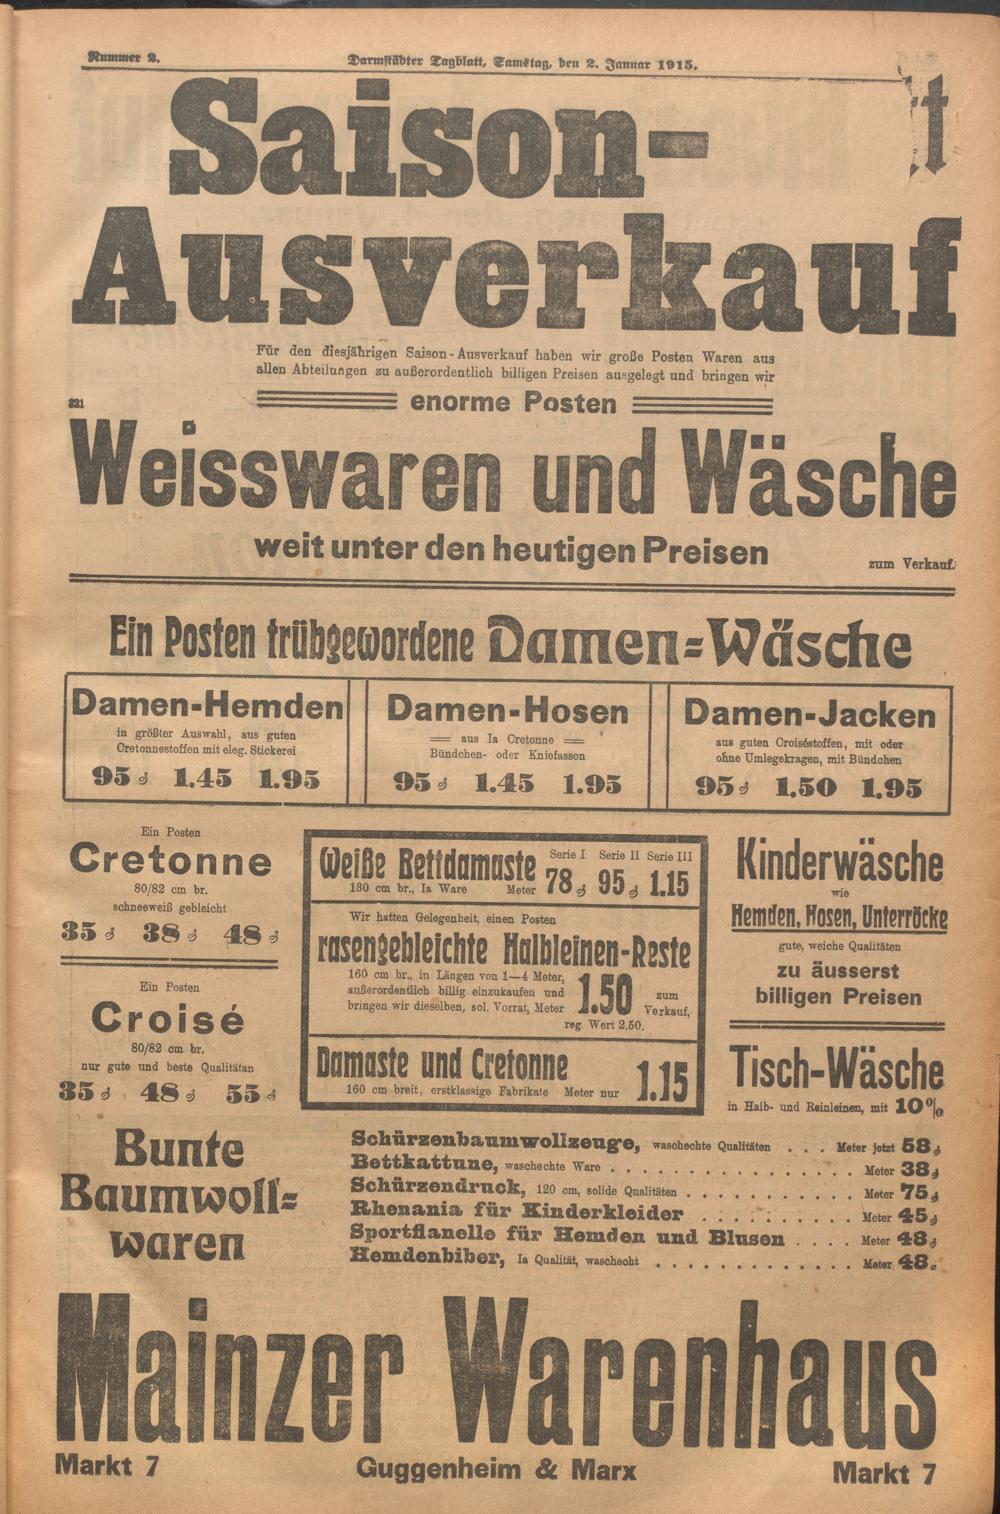 Nummer 2.
Darmstädter Tagblatt, Samstag, den 2. Januar 1915.
Saison-
Ausverkauf
Für den diesjährigen Saison-Ausverkauf haben wir große Posten Waren aus
allen Abteilungen zu außerordentlich billigen Preisen ausgelegt und bringen wir
321
enorme Posten
Weisswaren und Wäsche
weit unter den heutigen Preisen
zum Verkauf.
Ein Posten trübgewordene Damen=Wäsche
Damen-Hemden
in größter Auswahl, aus guten
Cretonnestoffen mit eleg. Stickerei
95 ₰ 1.45 1.95
Damen-Hosen
aus Ia Cretonne
Bündchen- oder Kniefasson
95 ₰ 1.45 1.95
Damen-Jacken
aus guten Croiséstoffen, mit oder
ohne Umlegekragen, mit Bündchen
95 ₰ 1.50 1.95
Ein Posten
Cretonne
80/82 cm br.
schneeweiß gebleicht
35 ₰ 38 ₰ 48 ₰
Ein Posten
Croisé
80/82 cm br.
nur gute und beste Qualitäten
35 ₰ 48 ₰ 55 ₰
Weiße Bettdamaste
130 cm br., Ia Ware Meter
Serie I Serie II Serie III
78 ₰ 95 ₰ 1.15
Wir hatten Gelegenheit, einen Posten
rasengebleichte Halbleinen-Reste
160 cm br., in Längen von 1—4 Meter,
außerordentlich billig einzukaufen und
bringen wir dieselben, sol. Vorrat, Meter
1.50
zum
Verkauf,
reg. Wert 2.50.
Damaste und Cretonne
160 cm breit, erstklassige Fabrikate Meter nur
1.15
Kinderwäsche
wie
Hemden, Hosen, Unterröcke
gute, weiche Qualitäten
zu äusserst
billigen Preisen
Tisch-Wäsche
in Halb- und Reinleinen, mit 10%
Bunte
Baumwoll=
waren
Schürzenbaumwollzeuge, waschechte Qualitäten . . . Meter jetzt 58 ₰
Bettkattune, waschechte Ware . . . . . . . . . . . . . . . . Meter 38 ₰
Schürzendruck, 120 cm, solide Qualitäten . . . . . . . . . . . Meter 75 ₰
Rhenania für Kinderkleider . . . . . . . . . . Meter 45 ₰
Sportflanelle für Hemden und Blusen . . . . Meter 48 ₰
Hemdenbiber, Ia Qualität, waschecht . . . . . . . . . . . . . Meter 48 ₰
Mainzer Warenhaus
Markt 7
Guggenheim & Marx
Markt 7